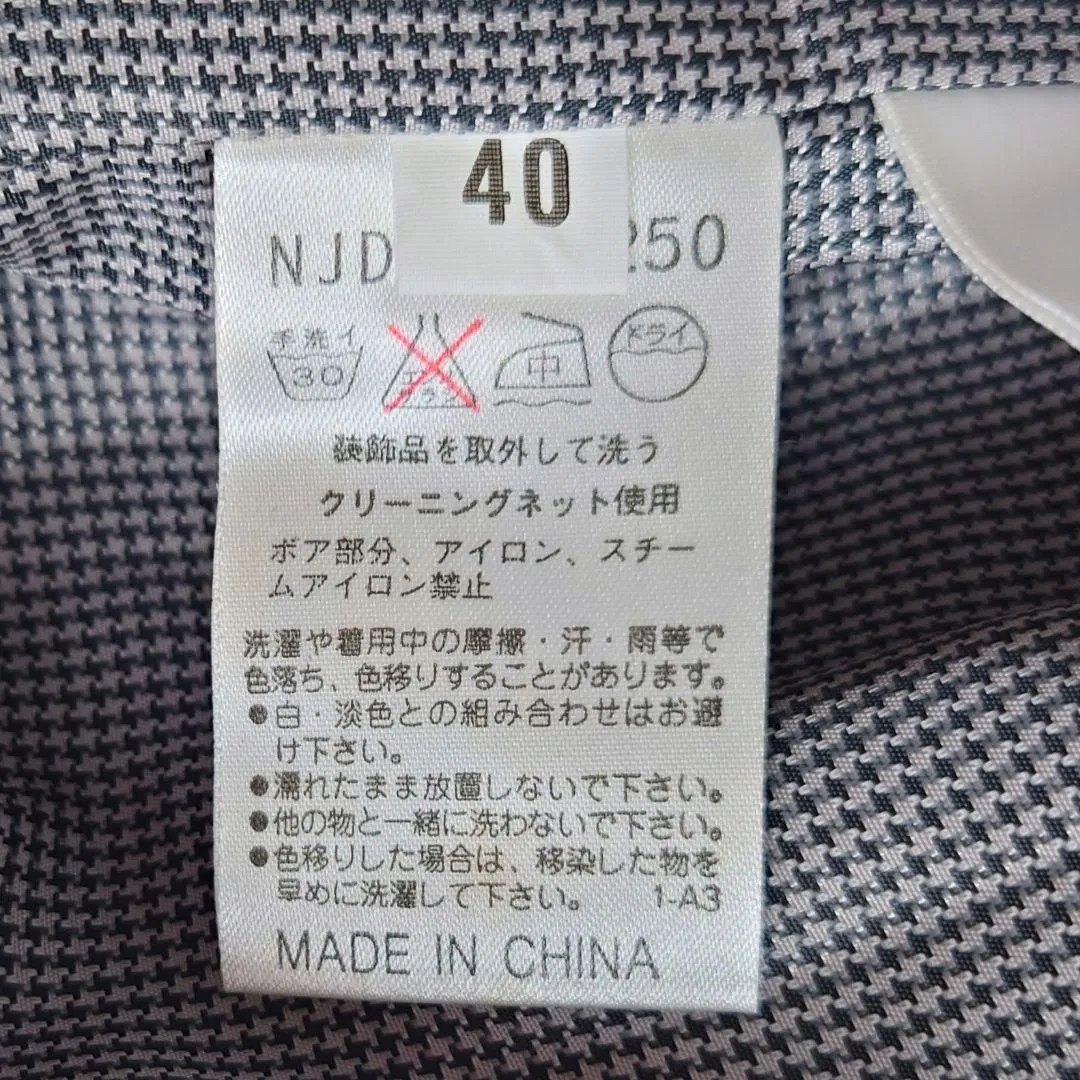 40
NJD 250
手洗イ ドライ
30 エンソ 中
サラシ
装飾品を取外して洗う
クリーニングネット使用
ボア部分、アイロン、スチー
ムアイロン禁止
洗濯や着用中の摩擦・汗・雨等で
色落ち、色移りすることがあります。
●白・淡色との組み合わせはお避
け下さい。
●濡れたまま放置しないで下さい。
●他の物と一緒に洗わないで下さい。
●色移りした場合は、移染した物を
早めに洗濯して下さい。 1-A3
MADE IN CHINA